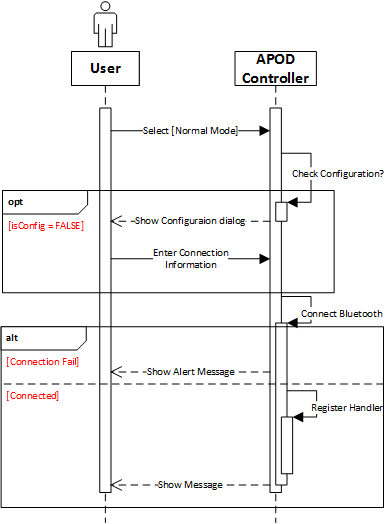 User
APOD
Controller
Select [Normal Mode]
Check Configuration?
opt
[isConfig = FALSE]
Show Configuraion dialog
Enter Connection
Information
Connect Bluetooth
alt
[Connection Fail]
Show Alert Message
[Connected]
Register Handler
Show Message